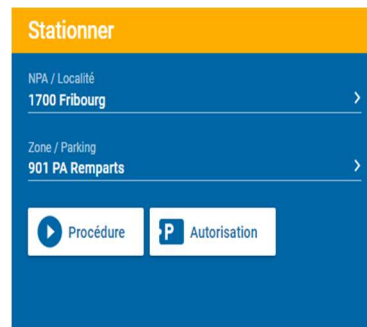 Stationner
NPA / Localité
1700 Fribourg
Zone / Parking
901 PA Remparts
Procédure
P Autorisation